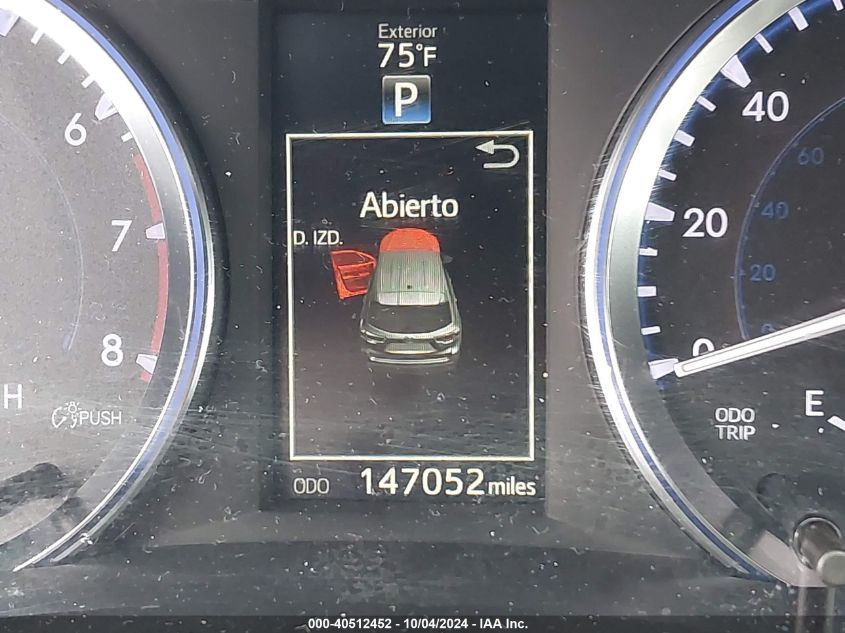 Exterior
75°F
P
Abierto
D. IZD.
ODO 147052 miles
6
7
8
H
PUSH
40
20
0
60
40
20
0
E
ODO
TRIP
000-40512452 - 10/04/2024 - IAA Inc.